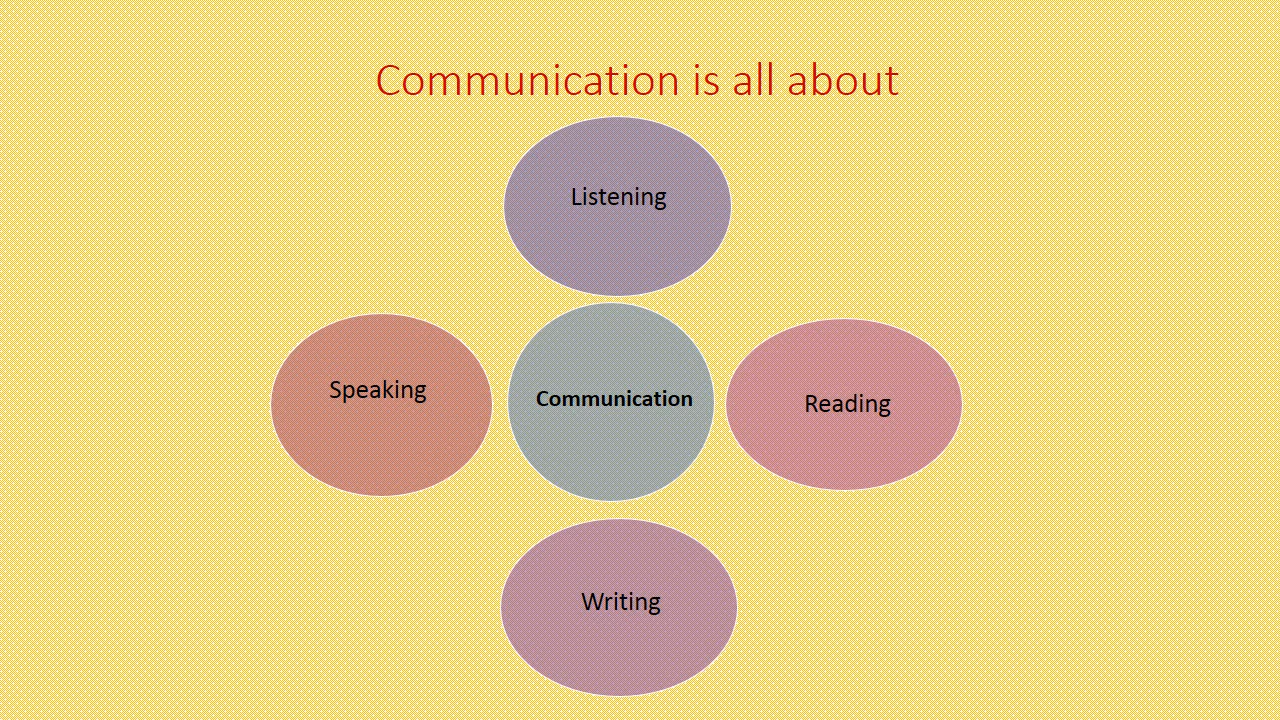 Communication is all about
Listening
Speaking
Communication
Reading
Writing